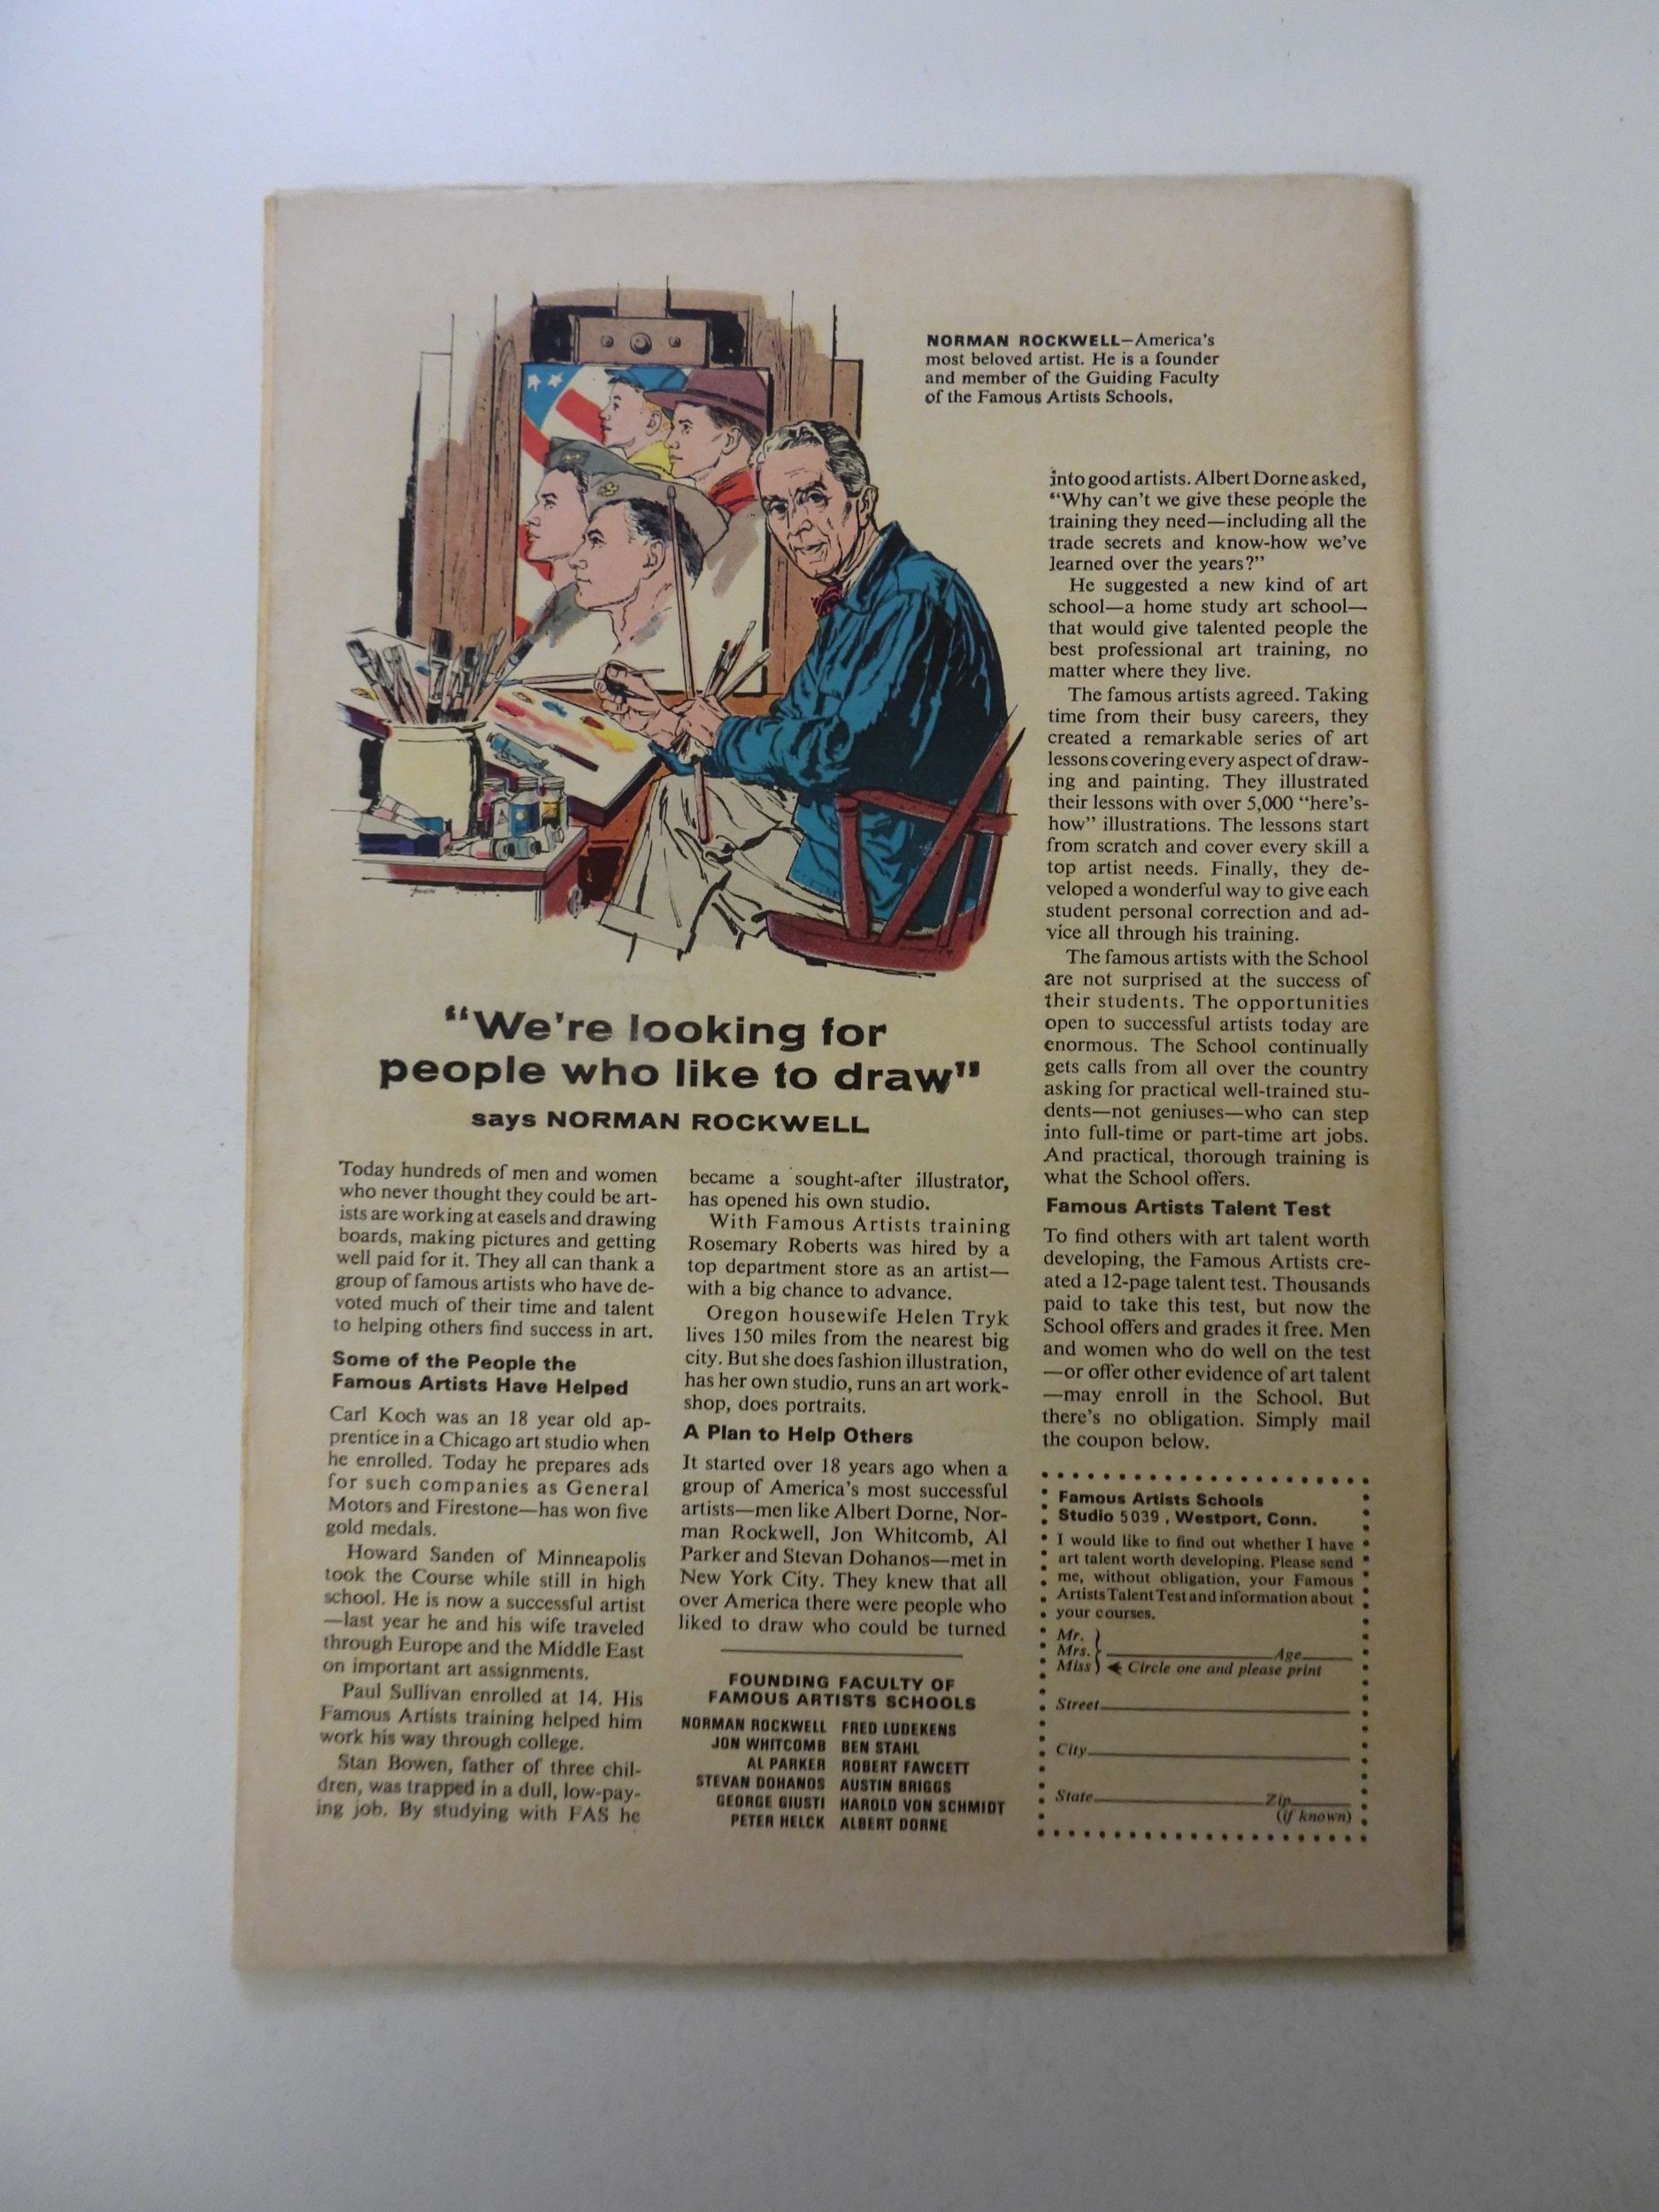 NORMAN ROCKWELL—America's
most beloved artist. He is a founder
and member of the Guiding Faculty
of the Famous Artists Schools.
"We're looking for
people who like to draw"
says NORMAN ROCKWELL
Today hundreds of men and women
who never thought they could be art-
ists are working at easels and drawing
boards, making pictures and getting
well paid for it. They all can thank a
group of famous artists who have de-
voted much of their time and talent
to helping others find success in art.
Some of the People the
Famous Artists Have Helped
Carl Koch was an 18 year old ap-
prentice in a Chicago art studio when
he enrolled. Today he prepares ads
for such companies as General
Motors and Firestone—has won five
gold medals.
Howard Sanden of Minneapolis
took the Course while still in high
school. He is now a successful artist
—last year he and his wife traveled
through Europe and the Middle East
on important art assignments.
Paul Sullivan enrolled at 14. His
Famous Artists training helped him
work his way through college.
Stan Bowen, father of three chil-
dren, was trapped in a dull, low-pay-
ing job. By studying with FAS he
became a sought-after illustrator,
has opened his own studio.
With Famous Artists training
Rosemary Roberts was hired by a
top department store as an artist—
with a big chance to advance.
Oregon housewife Helen Tryk
lives 150 miles from the nearest big
city. But she does fashion illustration,
has her own studio, runs an art work-
shop, does portraits.
A Plan to Help Others
It started over 18 years ago when a
group of America's most successful
artists—men like Albert Dorne, Nor-
man Rockwell, Jon Whitcomb, Al
Parker and Stevan Dohanos—met in
New York City. They knew that all
over America there were people who
liked to draw who could be turned
FOUNDING FACULTY OF
FAMOUS ARTISTS SCHOOLS
NORMAN ROCKWELL FRED LUDEKENS
JON WHITCOMB BEN STAHL
AL PARKER ROBERT FAWCETT
STEVAN DOHANOS AUSTIN BRIGGS
GEORGE GIUSTI HAROLD VON SCHMIDT
PETER HELCK ALBERT DORNE
into good artists. Albert Dorne asked,
"Why can't we give these people the
training they need—including all the
trade secrets and know-how we've
learned over the years?"
He suggested a new kind of art
school—a home study art school—
that would give talented people the
best professional art training, no
matter where they live.
The famous artists agreed. Taking
time from their busy careers, they
created a remarkable series of art
lessons covering every aspect of draw-
ing and painting. They illustrated
their lessons with over 5,000 "here's-
how" illustrations. The lessons start
from scratch and cover every skill a
top artist needs. Finally, they de-
veloped a wonderful way to give each
student personal correction and ad-
vice all through his training.
The famous artists with the School
are not surprised at the success of
their students. The opportunities
open to successful artists today are
enormous. The School continually
gets calls from all over the country
asking for practical well-trained stu-
dents—not geniuses—who can step
into full-time or part-time art jobs.
And practical, thorough training is
what the School offers.
Famous Artists Talent Test
To find others with art talent worth
developing, the Famous Artists cre-
ated a 12-page talent test. Thousands
paid to take this test, but now the
School offers and grades it free. Men
and women who do well on the test
—or offer other evidence of art talent
—may enroll in the School. But
there's no obligation. Simply mail
the coupon below.
Famous Artists Schools
Studio 5039, Westport, Conn.
I would like to find out whether I have
art talent worth developing. Please send
me, without obligation, your Famous
Artists Talent Test and information about
your courses.
Mr.
Mrs. Age
Miss Circle one and please print
Street
City
State Zip
(if known)